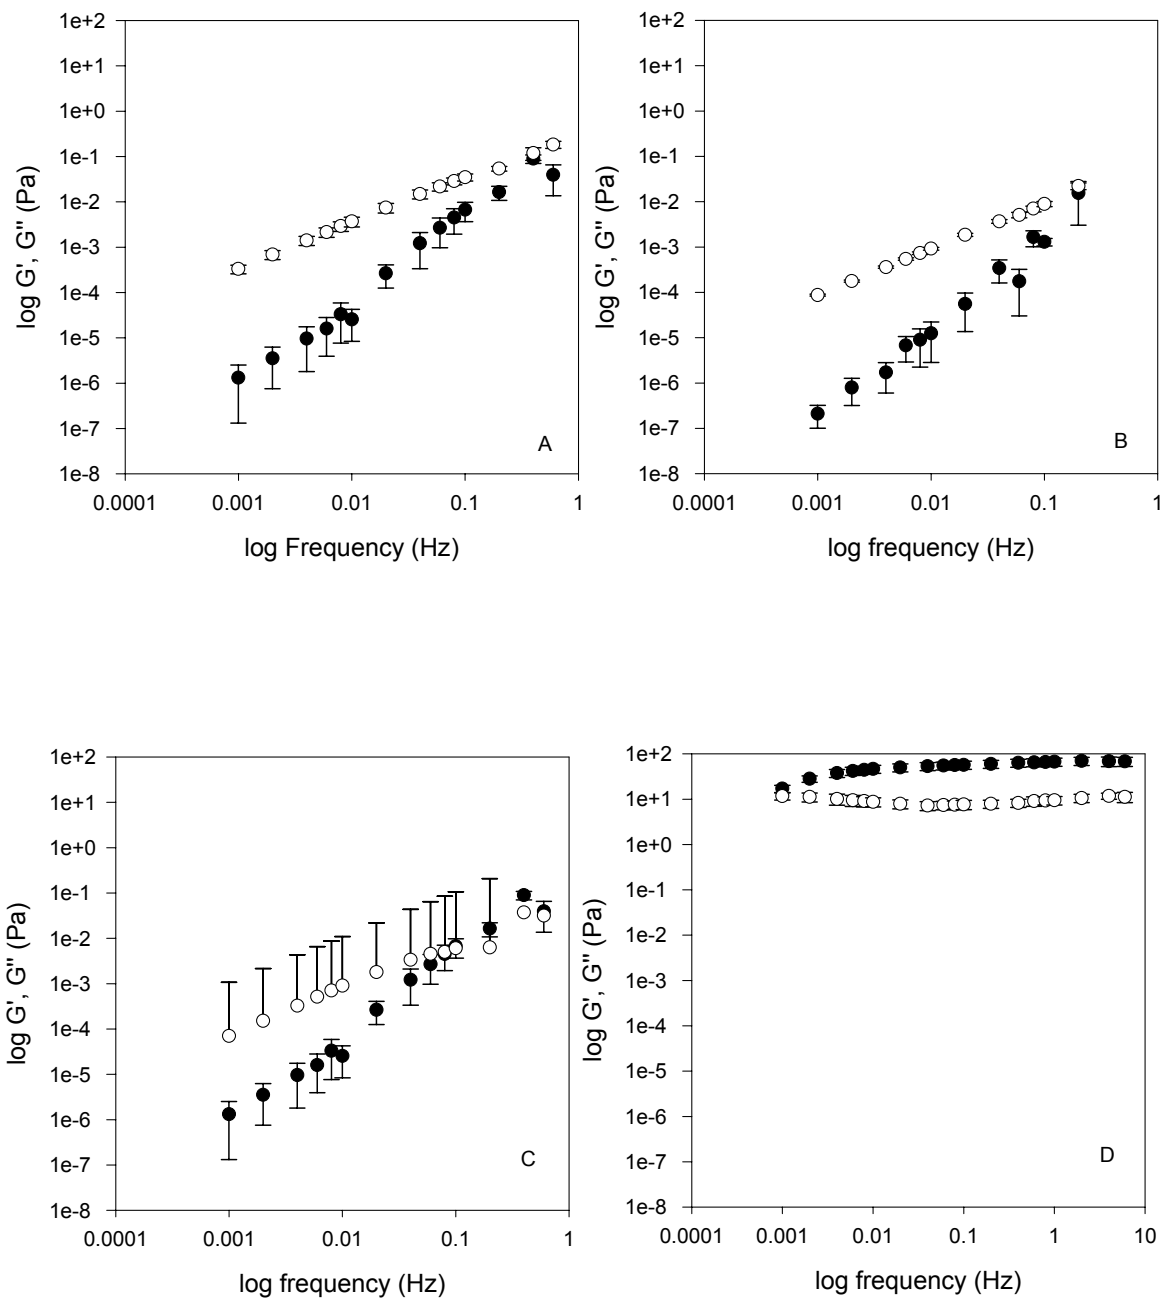 1e+2
1e+1
1e+0
1e-1
1e-2
1e-3
1e-4
1e-5
1e-6
1e-7
1e-8
log G', G'' (Pa)
A
0.0001 0.001 0.01 0.1 1
log Frequency (Hz)
1e+2
1e+1
1e+0
1e-1
1e-2
1e-3
1e-4
1e-5
1e-6
1e-7
1e-8
log G', G'' (Pa)
B
0.0001 0.001 0.01 0.1 1
log frequency (Hz)
1e+2
1e+1
1e+0
1e-1
1e-2
1e-3
1e-4
1e-5
1e-6
1e-7
1e-8
log G', G'' (Pa)
C
0.0001 0.001 0.01 0.1 1
log frequency (Hz)
1e+2
1e+1
1e+0
1e-1
1e-2
1e-3
1e-4
1e-5
1e-6
1e-7
1e-8
log G', G'' (Pa)
D
0.0001 0.001 0.01 0.1 1 10
log frequency (Hz)